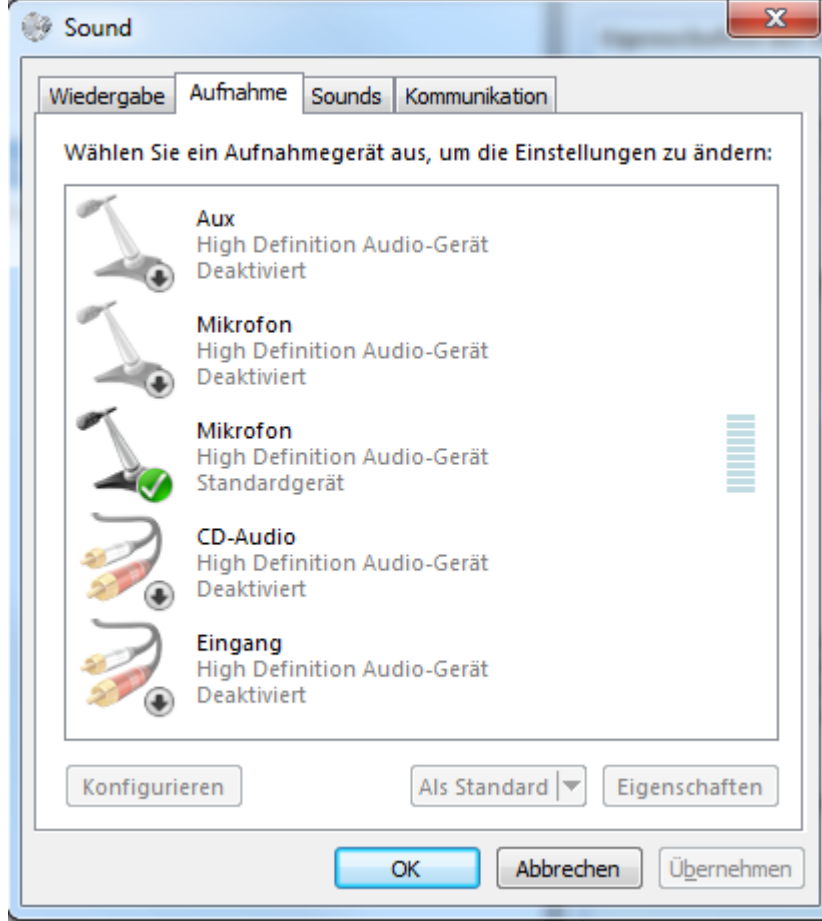 Sound
Wiedergabe Aufnahme Sounds Kommunikation
Wählen Sie ein Aufnahmegerät aus, um die Einstellungen zu ändern:
Aux
High Definition Audio-Gerät
Deaktiviert
Mikrofon
High Definition Audio-Gerät
Deaktiviert
Mikrofon
High Definition Audio-Gerät
Standardgerät
CD-Audio
High Definition Audio-Gerät
Deaktiviert
Eingang
High Definition Audio-Gerät
Deaktiviert
Konfigurieren Als Standard Eigenschaften
OK Abbrechen Übernehmen